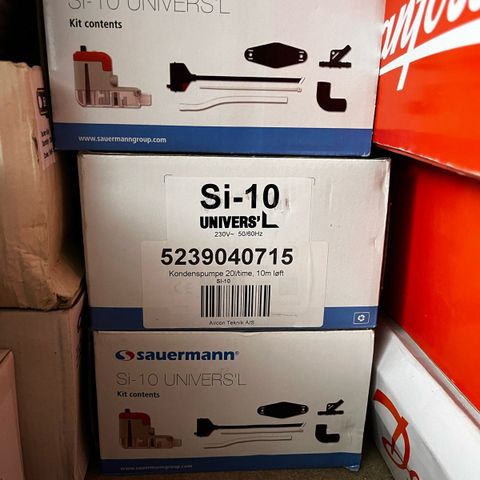 Si-10 UNIVERS'L
Kit contents
www.sauermanngroup.com
Si-10
UNIVERS'L
230V~ 50/60Hz
5239040715
Kondenspumpe 20l/time, 10m løft
SI-10
Aircon Teknik A/S
sauermann®
Si-10 UNIVERS'L
Kit contents
www.sauermanngroup.com